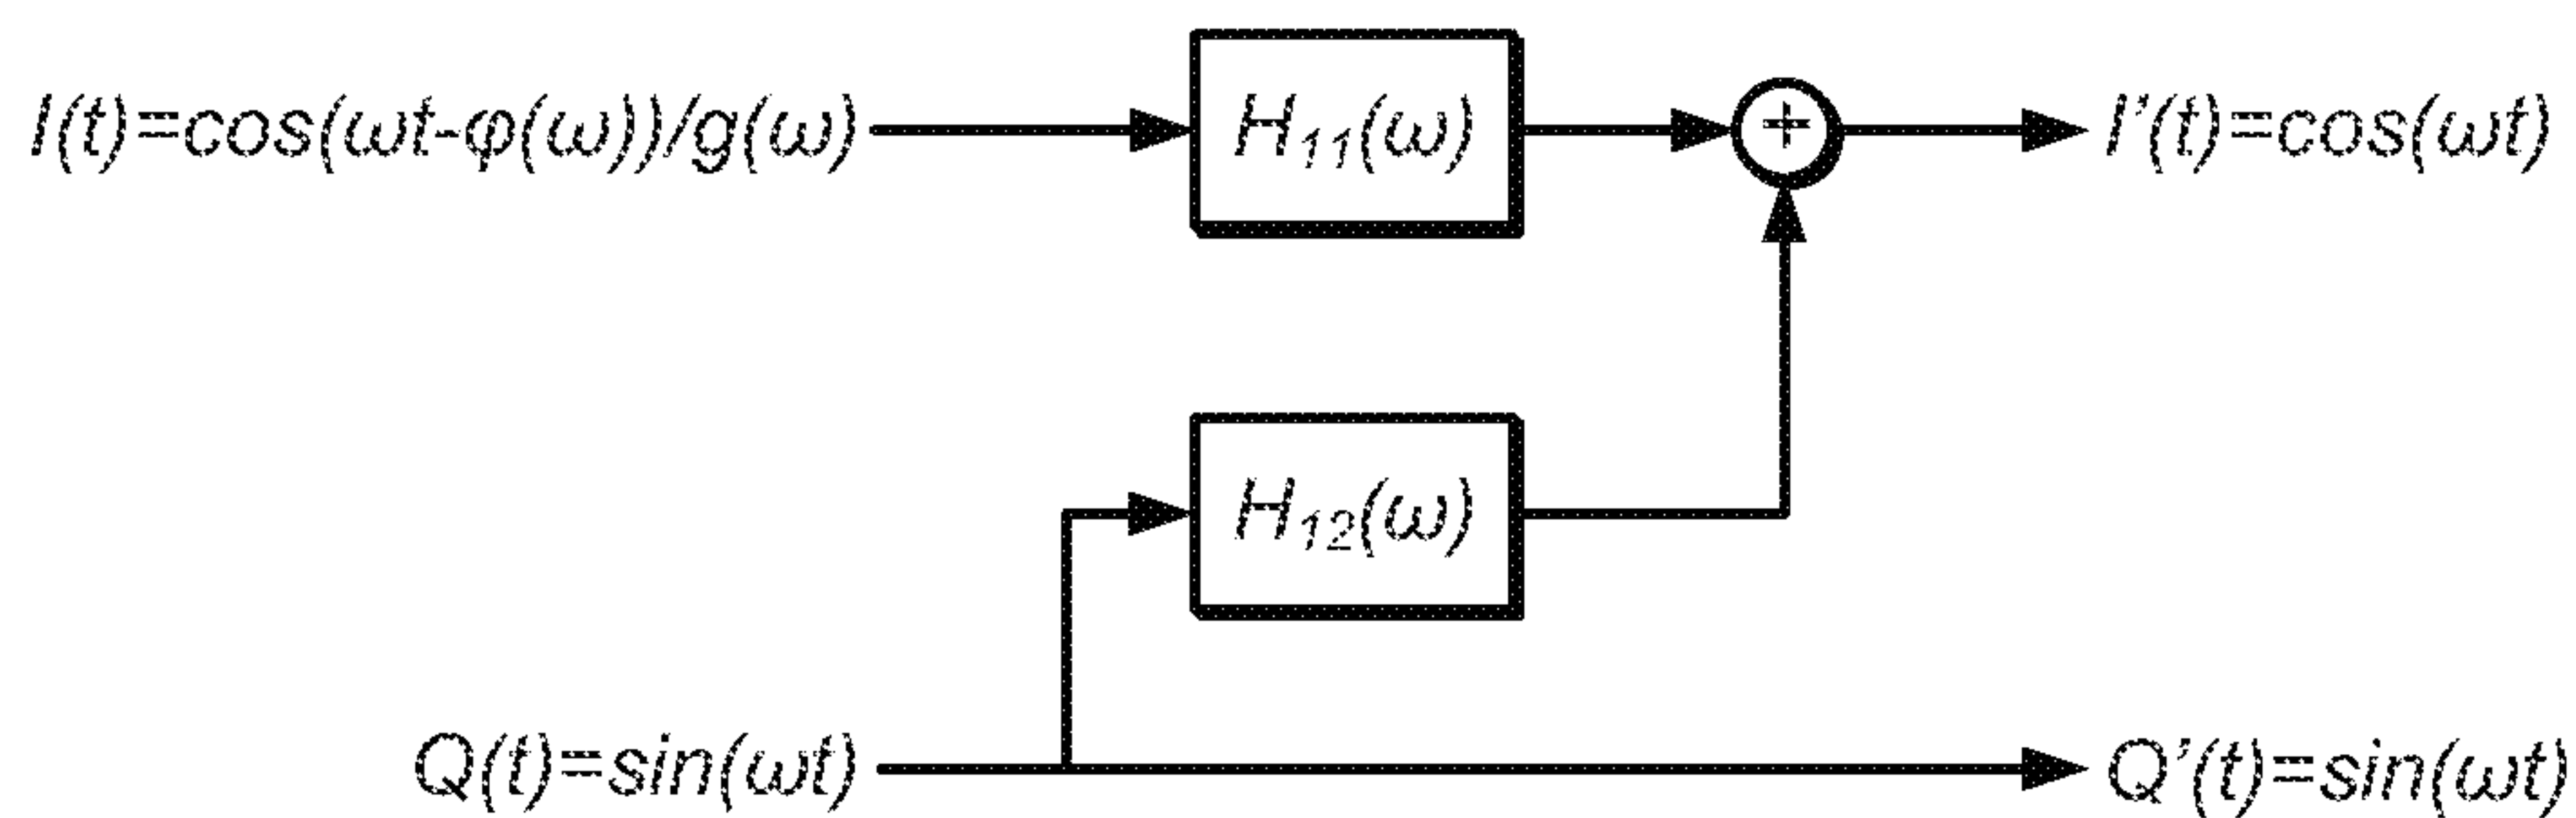 I(t)=cos(ωt-φ(ω))/g(ω)
H11(ω)
+
I’(t)=cos(ωt)
H12(ω)
Q(t)=sin(ωt)
Q’(t)=sin(ωt)